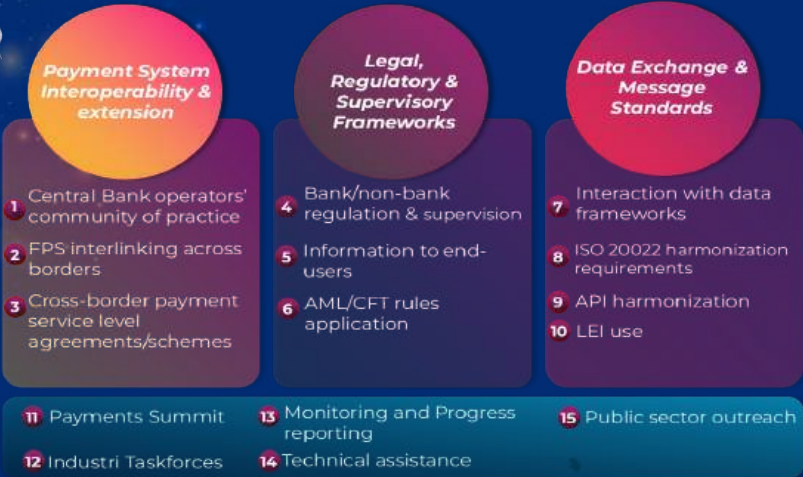 Payment System
Interoperability &
extension
1 Central Bank operators'
community of practice
2 FPS interlinking across
borders
3 Cross-border payment
service level
agreements/schemes
Legal,
Regulatory &
Supervisory
Frameworks
4 Bank/non-bank
regulation & supervision
5 Information to end-
users
6 AML/CFT rules
application
Data Exchange &
Message
Standards
7 Interaction with data
frameworks
8 ISO 20022 harmonization
requirements
9 API harmonization
10 LEI use
11 Payments Summit
12 Industri Taskforces
13 Monitoring and Progress
reporting
14 Technical assistance
15 Public sector outreach